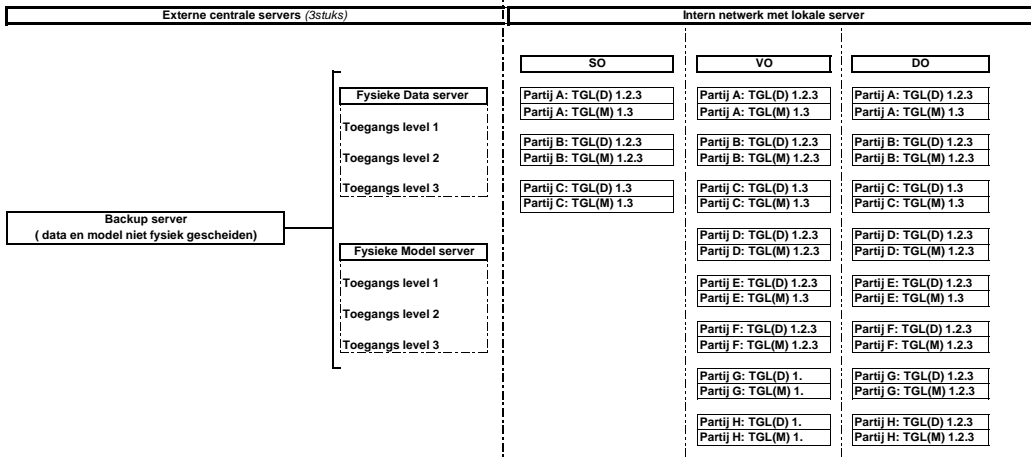 Externe centrale servers (3stuks)
Intern netwerk met lokale server
SO
VO
DO
Fysieke Data server
Toegangs level 1
Toegangs level 2
Toegangs level 3
Backup server
( data en model niet fysiek gescheiden)
Fysieke Model server
Toegangs level 1
Toegangs level 2
Toegangs level 3
Partij A: TGL(D) 1.2.3
Partij A: TGL(M) 1.3
Partij B: TGL(D) 1.2.3
Partij B: TGL(M) 1.2.3
Partij C: TGL(D) 1.3
Partij C: TGL(M) 1.3
Partij A: TGL(D) 1.2.3
Partij A: TGL(M) 1.3
Partij B: TGL(D) 1.2.3
Partij B: TGL(M) 1.2.3
Partij C: TGL(D) 1.3
Partij C: TGL(M) 1.3
Partij D: TGL(D) 1.2.3
Partij D: TGL(M) 1.2.3
Partij E: TGL(D) 1.2.3
Partij E: TGL(M) 1.3
Partij F: TGL(D) 1.2.3
Partij F: TGL(M) 1.2.3
Partij G: TGL(D) 1.
Partij G: TGL(M) 1.
Partij H: TGL(D) 1.
Partij H: TGL(M) 1.
Partij A: TGL(D) 1.2.3
Partij A: TGL(M) 1.3
Partij B: TGL(D) 1.2.3
Partij B: TGL(M) 1.2.3
Partij C: TGL(D) 1.3
Partij C: TGL(M) 1.3
Partij D: TGL(D) 1.2.3
Partij D: TGL(M) 1.2.3
Partij E: TGL(D) 1.2.3
Partij E: TGL(M) 1.3
Partij F: TGL(D) 1.2.3
Partij F: TGL(M) 1.2.3
Partij G: TGL(D) 1.2.3
Partij G: TGL(M) 1.2.3
Partij H: TGL(D) 1.2.3
Partij H: TGL(M) 1.2.3